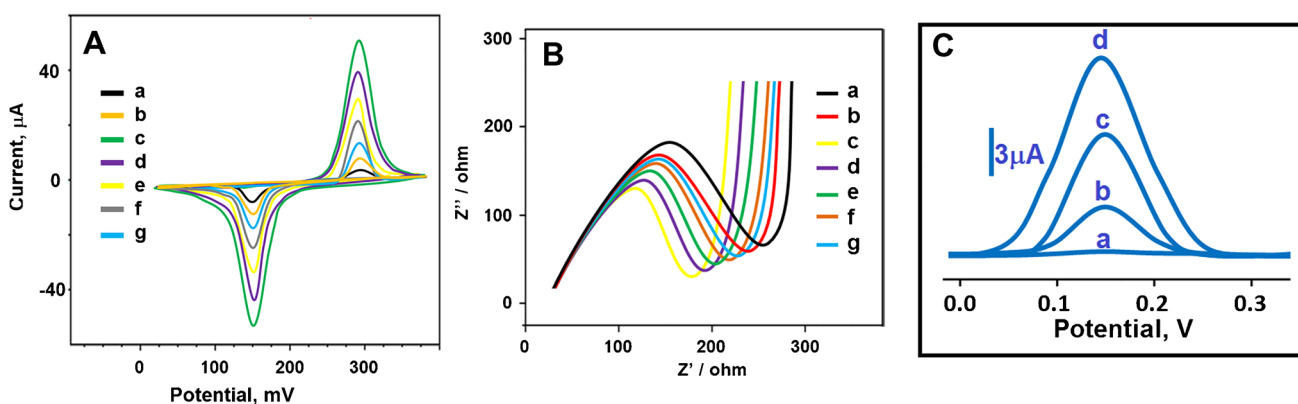 A
Current, μA
40
0
-40
a
b
c
d
e
f
g
0
100
200
300
Potential, mV
B
Z’’ / ohm
300
200
100
0
a
b
c
d
e
f
g
0
100
200
300
Z’ / ohm
C
d
c
b
a
3μA
0.0
0.1
0.2
0.3
Potential, V